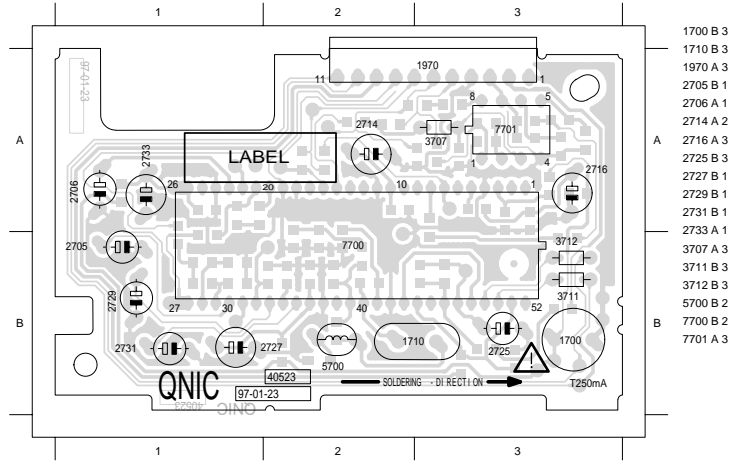 1 2 3
1700 B 3
1710 B 3
1970 A 3
2705 B 1
2706 A 1
2714 A 2
2716 A 3
2725 B 3
2727 B 1
2729 B 1
2731 B 1
2733 A 1
3707 A 3
3711 B 3
3712 B 3
5700 B 2
7700 B 2
7701 A 3
97-01-23
1970
11 1
8 5
2714
3707
7701
A A
2733
LABEL
1 4
2716
2706
26 20 10 1
2705
7700
3712
2729
3711
27 30 40 52
B B
2731
2727
5700
1710
2725
1700
!
QNIC
40523
SOLDERING - DIRECTION
T250mA
97-01-23
40523
QNIC
1 2 3